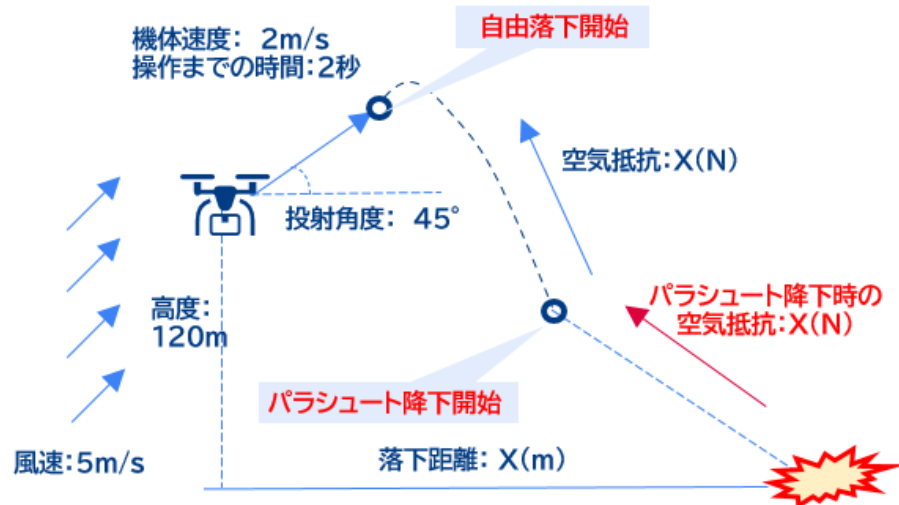 機体速度: 2m/s
操作までの時間:2秒
自由落下開始
空気抵抗:X(N)
投射角度: 45°
高度:
120m
パラシュート降下時の
空気抵抗:X(N)
パラシュート降下開始
風速:5m/s
落下距離: X(m)